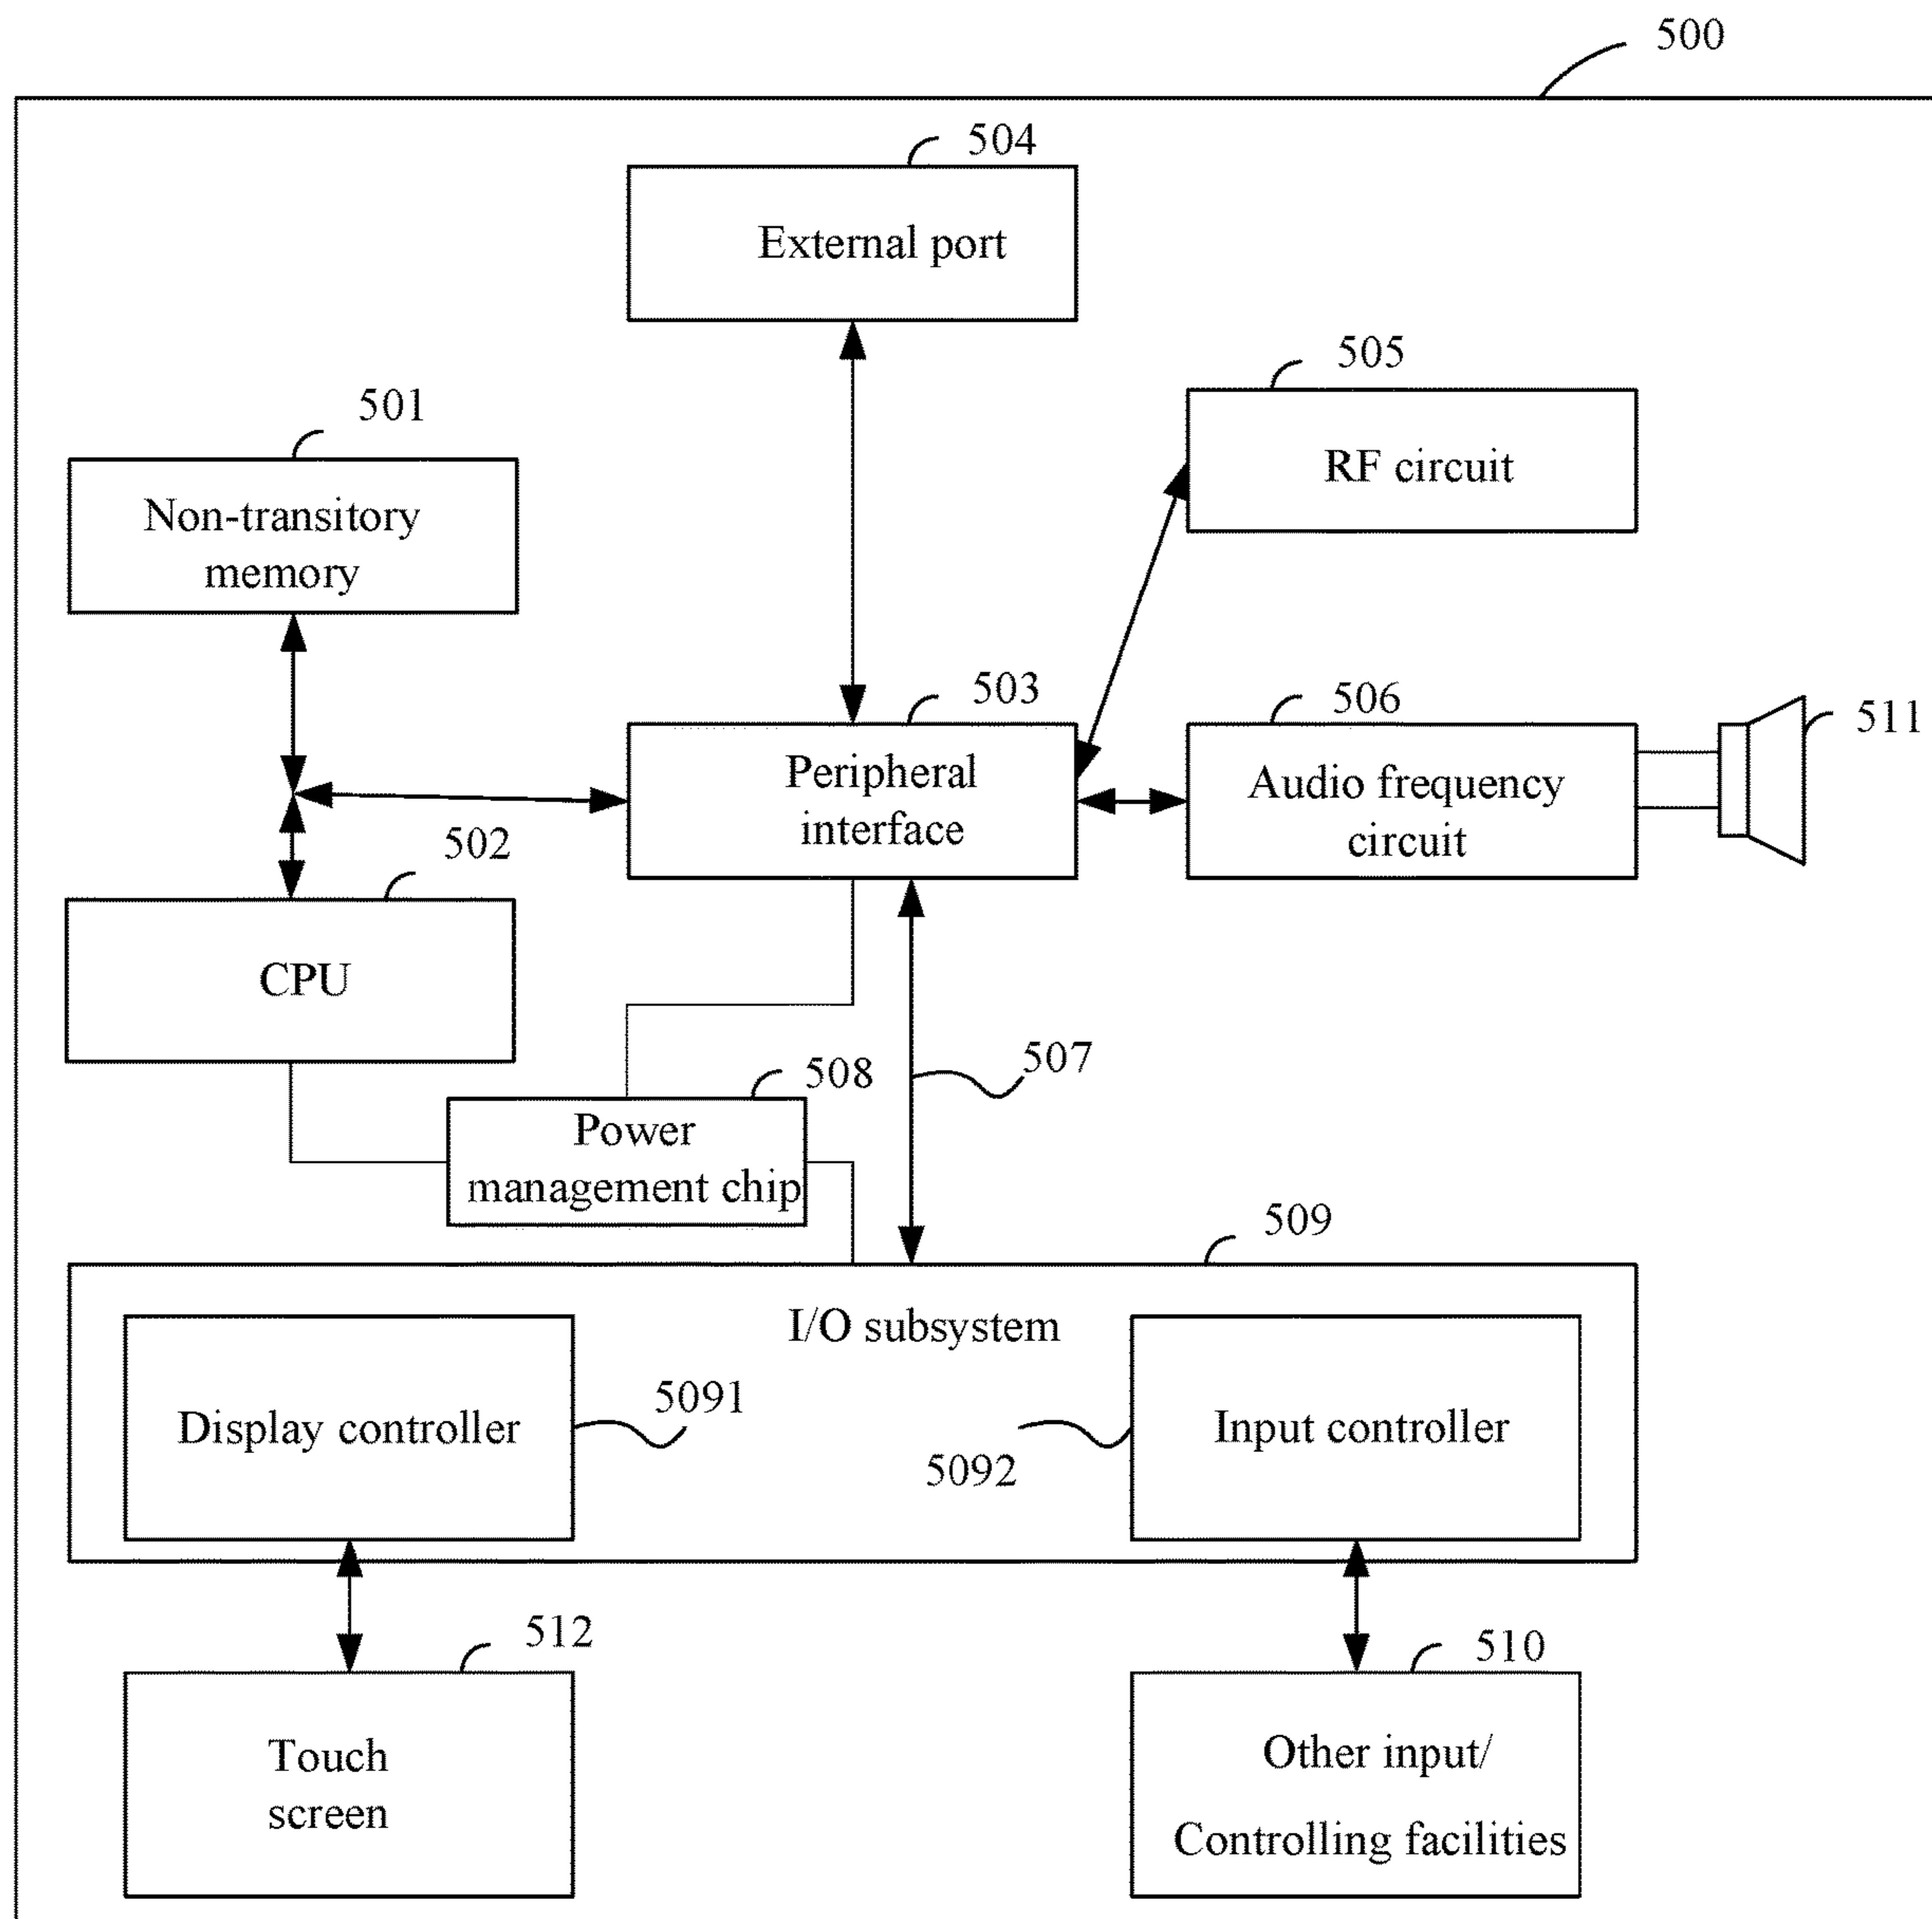 500
504
External port
505
RF circuit
501
Non-transitory
memory
503
Peripheral
interface
506
Audio frequency
circuit
511
502
CPU
507
508
Power
management chip
509
I/O subsystem
5091
Display controller
5092
Input controller
512
Touch
screen
510
Other input/
Controlling facilities